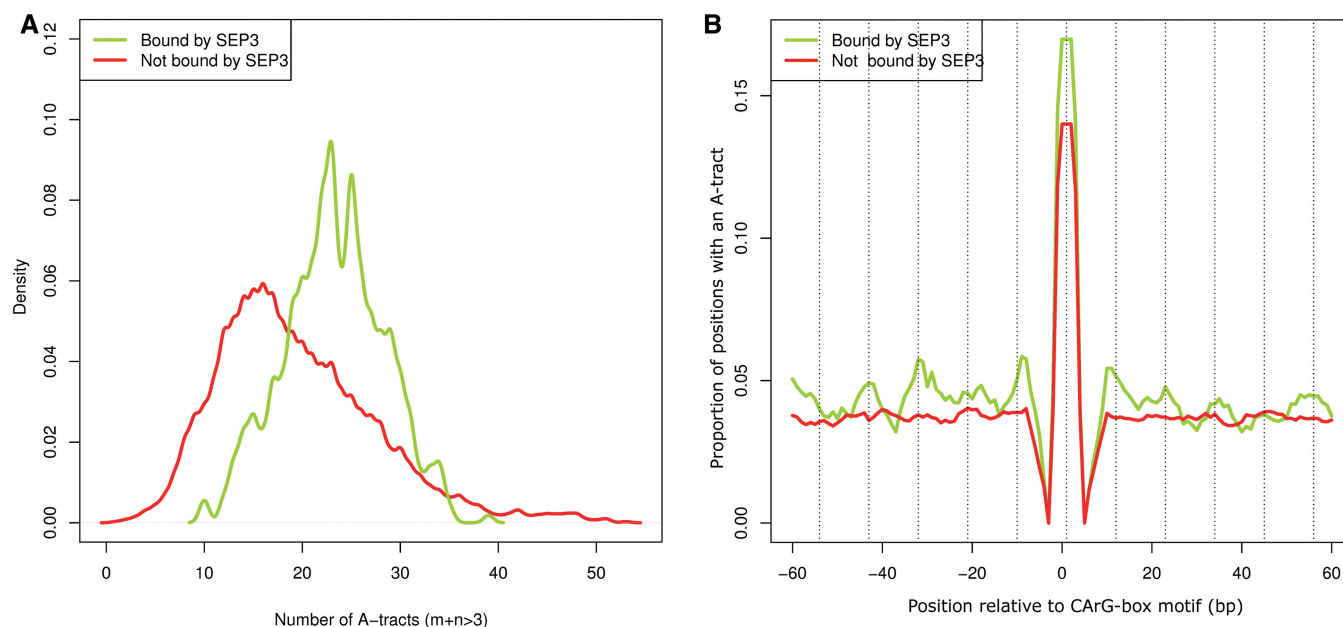 A
Bound by SEP3
Not bound by SEP3
Density
0.00
0.02
0.04
0.06
0.08
0.10
0.12
0
10
20
30
40
50
Number of A−tracts (m+n>3)
B
Bound by SEP3
Not bound by SEP3
Proportion of positions with an A-tract
0.00
0.05
0.10
0.15
−60
−40
−20
0
20
40
60
Position relative to CArG-box motif (bp)